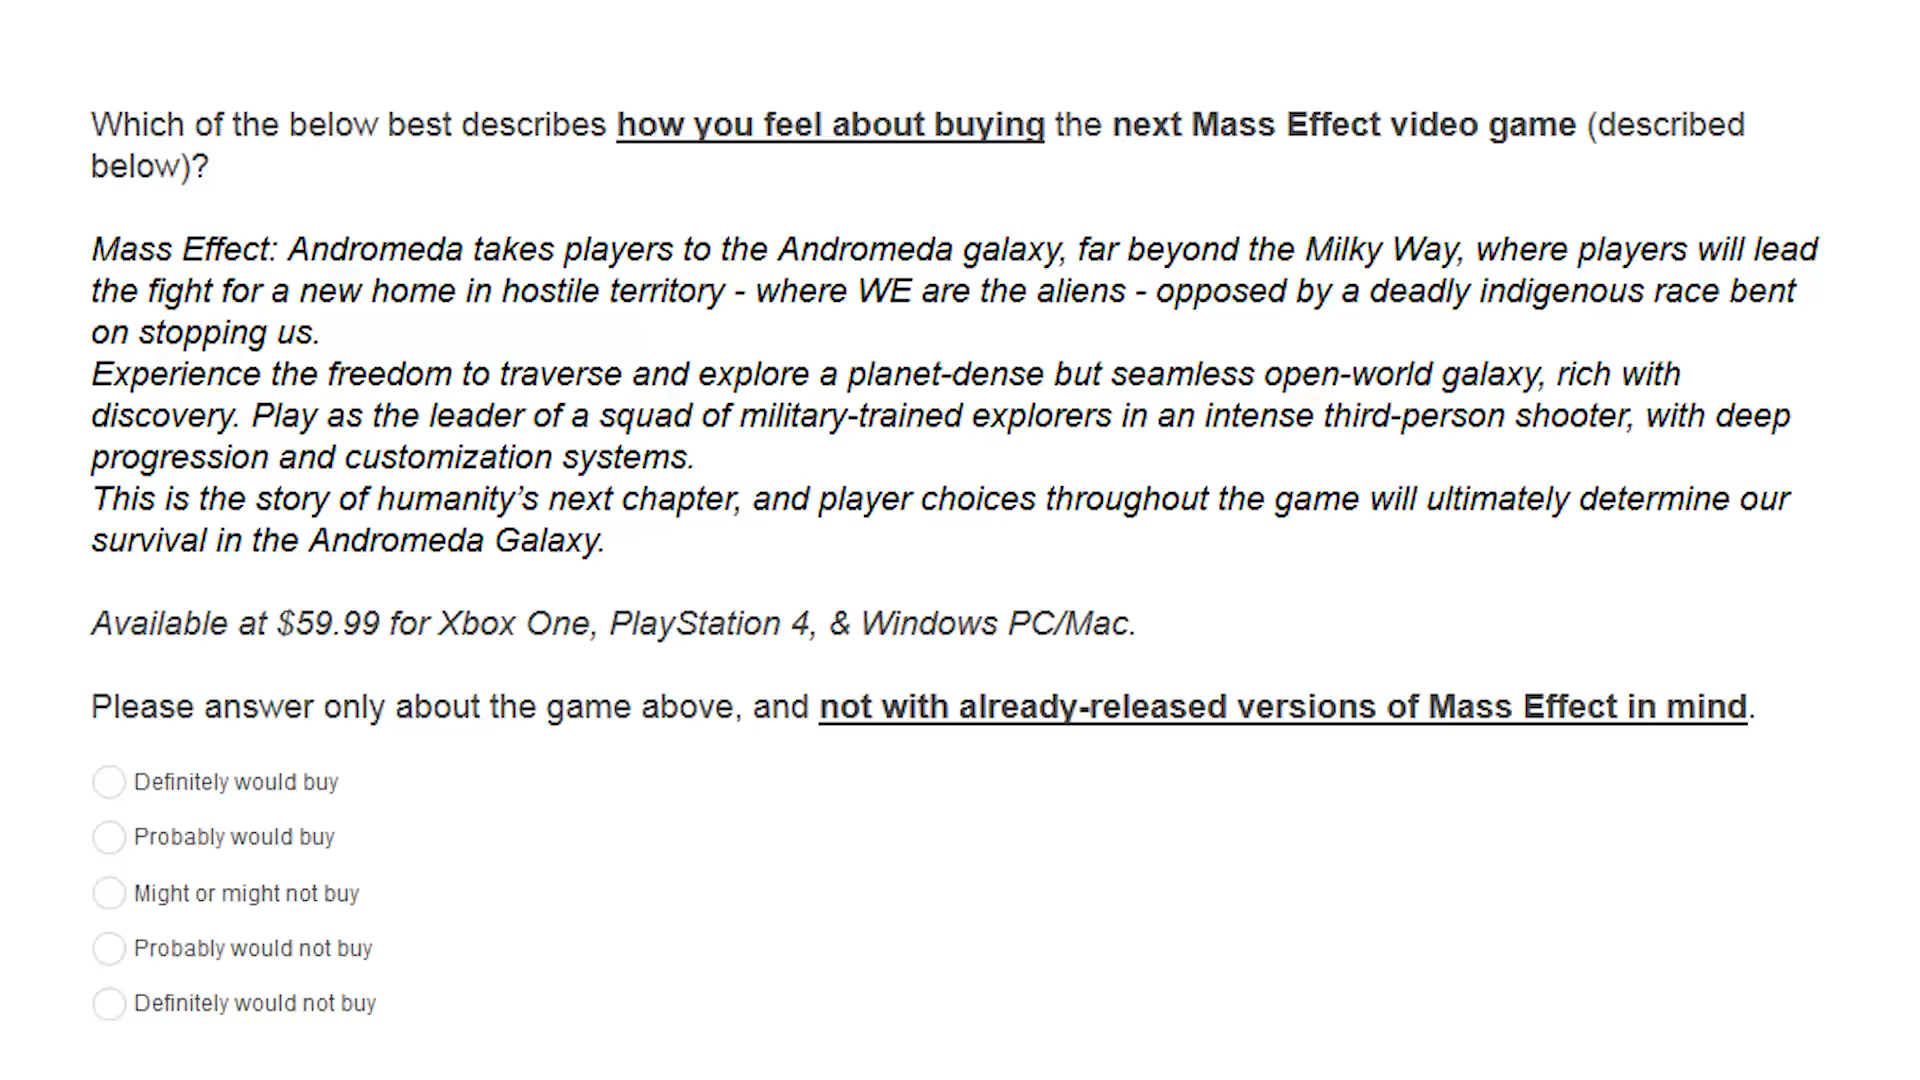 Which of the below best describes how you feel about buying the next Mass Effect video game (described
below)?
Mass Effect: Andromeda takes players to the Andromeda galaxy, far beyond the Milky Way, where players will lead
the fight for a new home in hostile territory - where WE are the aliens - opposed by a deadly indigenous race bent
on stopping us.
Experience the freedom to traverse and explore a planet-dense but seamless open-world galaxy, rich with
discovery. Play as the leader of a squad of military-trained explorers in an intense third-person shooter, with deep
progression and customization systems.
This is the story of humanity’s next chapter, and player choices throughout the game will ultimately determine our
survival in the Andromeda Galaxy.
Available at $59.99 for Xbox One, PlayStation 4, & Windows PC/Mac.
Please answer only about the game above, and not with already-released versions of Mass Effect in mind.
Definitely would buy
Probably would buy
Might or might not buy
Probably would not buy
Definitely would not buy